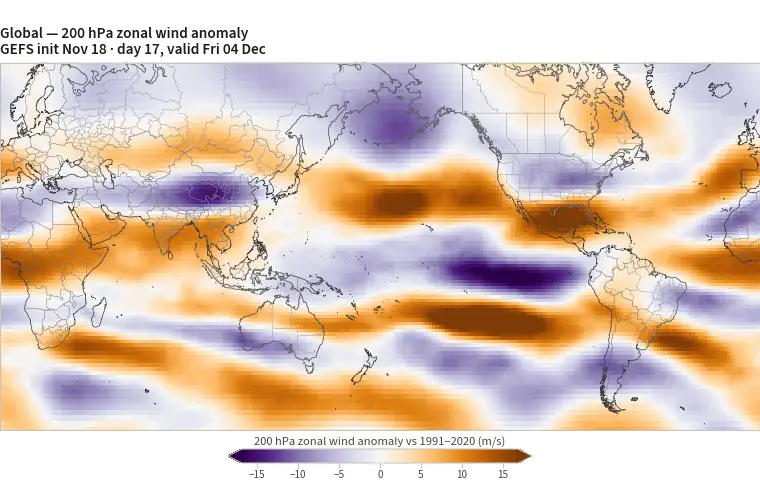 Global — 200 hPa zonal wind anomaly
GEFS init Nov 18 · day 17, valid Fri 04 Dec
200 hPa zonal wind anomaly vs 1991–2020 (m/s)
−15 −10 −5 0 5 10 15